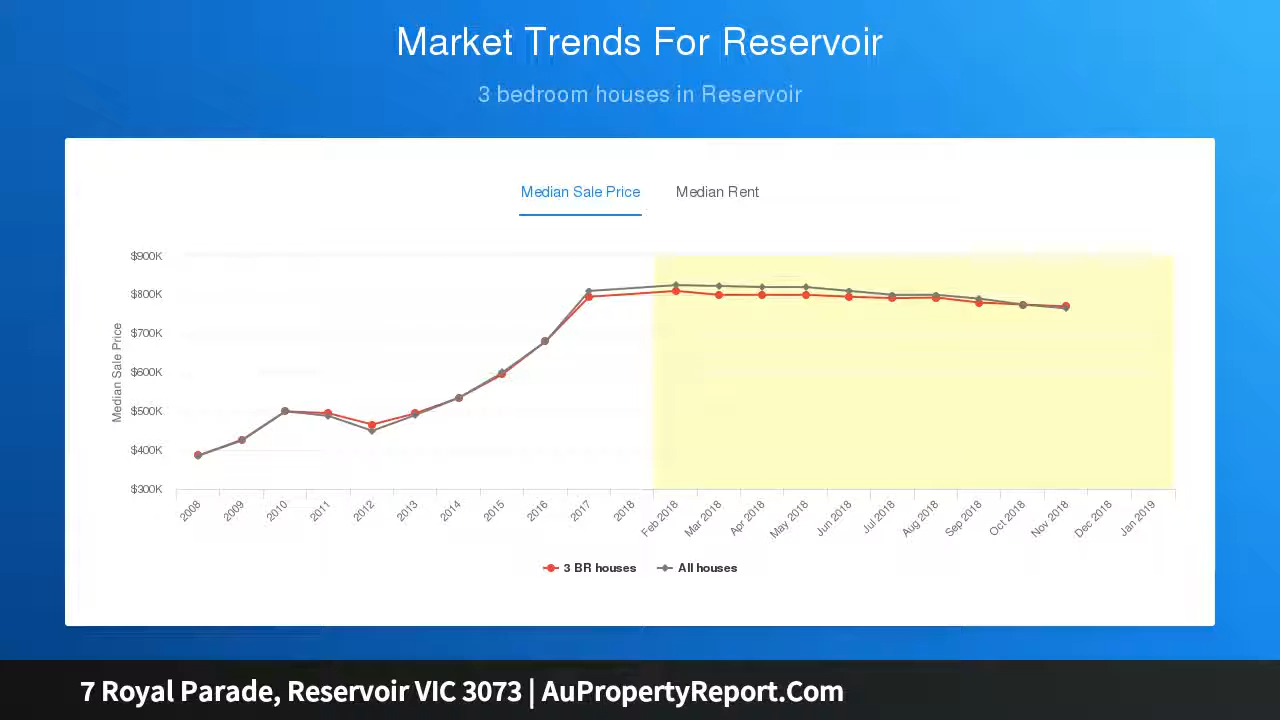 Market Trends For Reservoir
3 bedroom houses in Reservoir
Median Sale Price Median Rent
Median Sale Price
$900K
$800K
$700K
$600K
$500K
$400K
$300K
2008 2009 2010 2011 2012 2013 2014 2015 2016 2017 2018 Feb 2018 Mar 2018 Apr 2018 May 2018 Jun 2018 Jul 2018 Aug 2018 Sep 2018 Oct 2018 Nov 2018 Dec 2018 Jan 2019
3 BR houses All houses
7 Royal Parade, Reservoir VIC 3073 | AuPropertyReport.Com